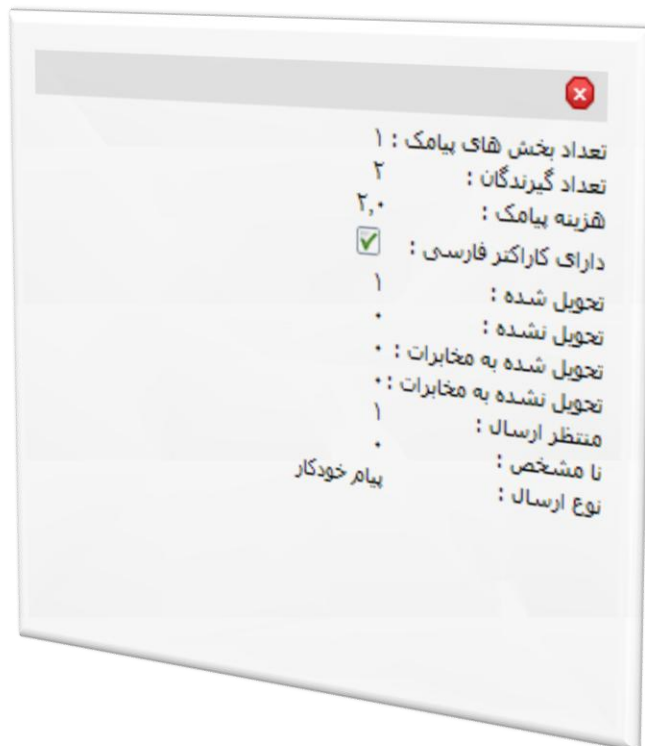 تعداد بخش های پیامک : ۱
تعداد گیرندگان : ۲
هزینه پیامک : ۲,۰
دارای کاراکتر فارسی :
تحویل شده : ۱
تحویل نشده : ۰
تحویل شده به مخابرات : ۰
تحویل نشده به مخابرات : ۰
منتظر ارسال : ۱
نا مشخص : ۰
نوع ارسال : پیام خودکار